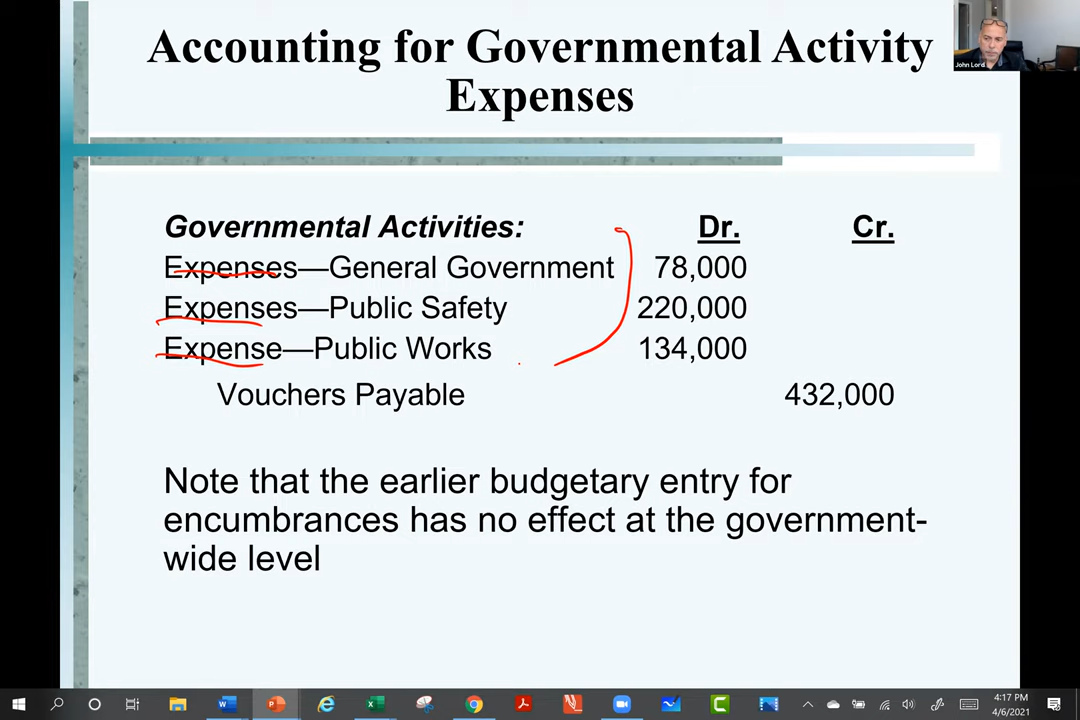 Accounting for Governmental Activity
Expenses
John Lord
Governmental Activities: Dr. Cr.
Expenses—General Government 78,000
Expenses—Public Safety 220,000
Expense—Public Works 134,000
Vouchers Payable 432,000
Note that the earlier budgetary entry for
encumbrances has no effect at the government-
wide level
4:17 PM
4/6/2021